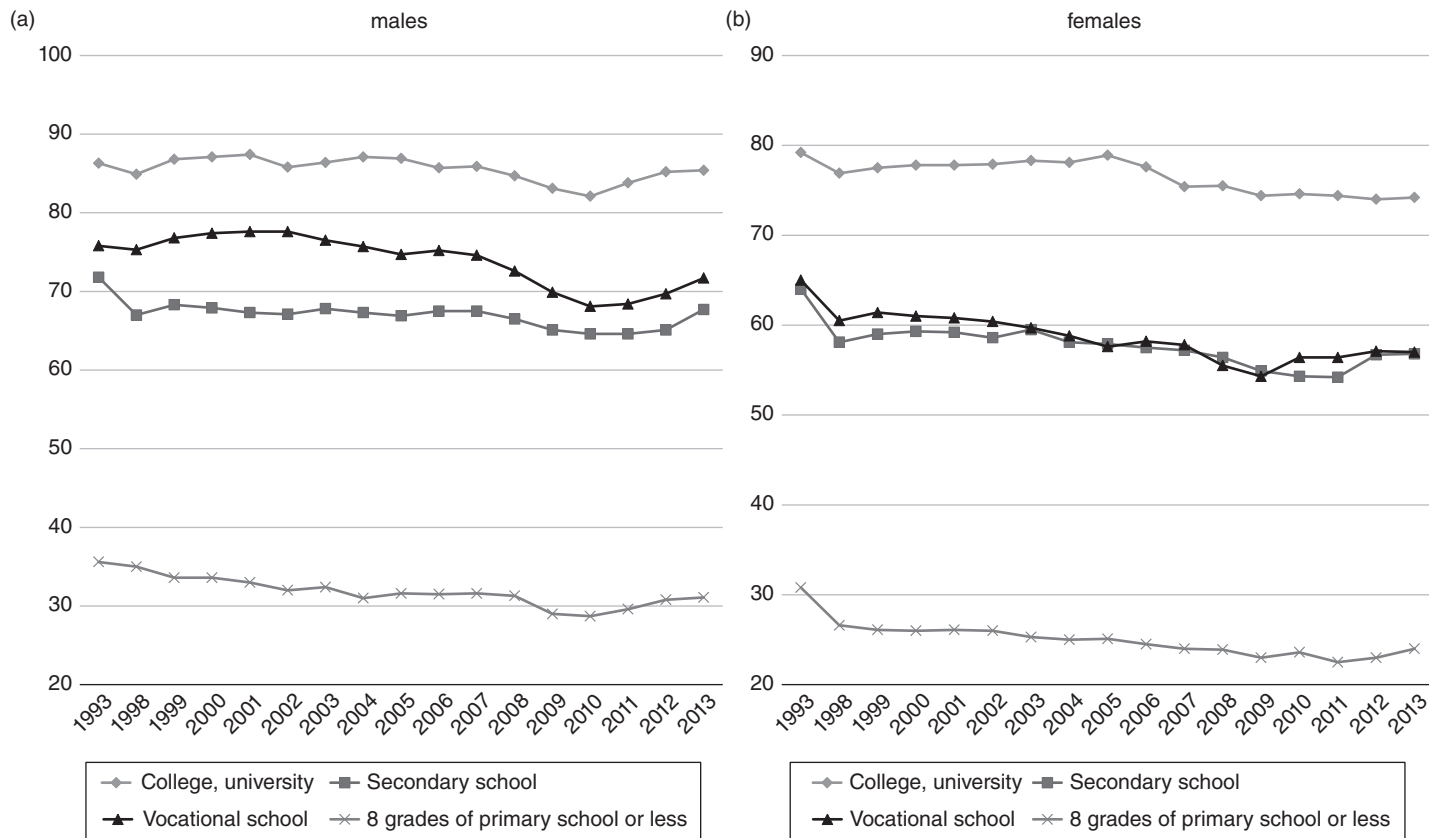 (a) males
100
90
80
70
60
50
40
30
20
1993 1998 1999 2000 2001 2002 2003 2004 2005 2006 2007 2008 2009 2010 2011 2012 2013
College, university Secondary school
Vocational school 8 grades of primary school or less
(b) females
90
80
70
60
50
40
30
20
1993 1998 1999 2000 2001 2002 2003 2004 2005 2006 2007 2008 2009 2010 2011 2012 2013
College, university Secondary school
Vocational school 8 grades of primary school or less